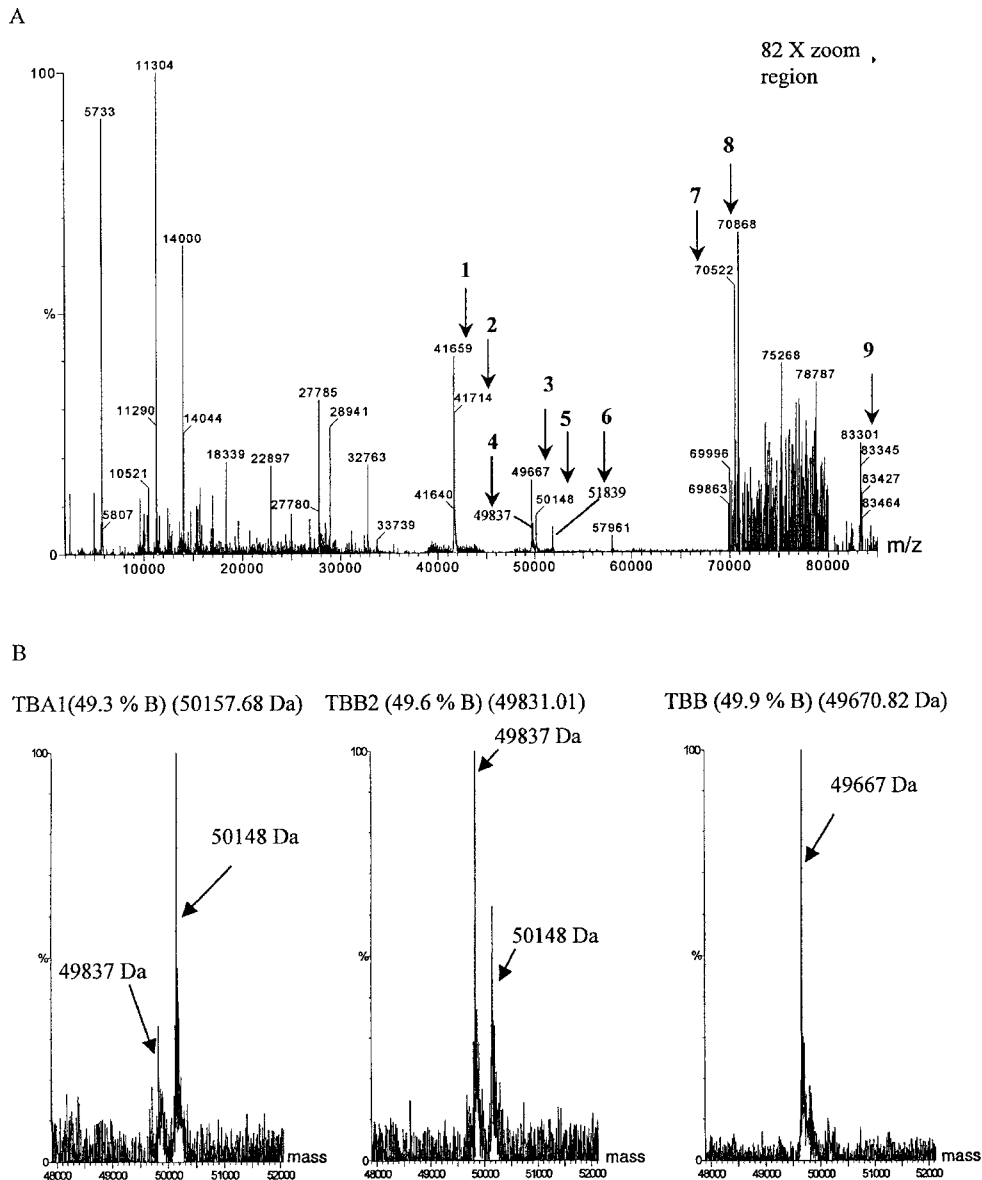 A
82 X zoom
region
100
11304
5733
8
7
14000
70868
70522
1
2
41659
75268
9
78787
27785
41714
3
11290
28941
5
6
14044
4
83301
18339
32763
83345
22897
49667
69996
10521
50148
51839
83427
27780
41640
69863
83464
5807
33739
49837
57961
%
0
m/z
10000 20000 30000 40000 50000 60000 70000 80000
B
TBA1(49.3 % B) (50157.68 Da) TBB2 (49.6 % B) (49831.01) TBB (49.9 % B) (49670.82 Da)
100 100 100
49837 Da
49667 Da
50148 Da
50148 Da
49837 Da
% % %
0 0 0
mass mass mass
48000 49000 50000 51000 52000 48000 49000 50000 51000 52000 48000 49000 50000 51000 52000